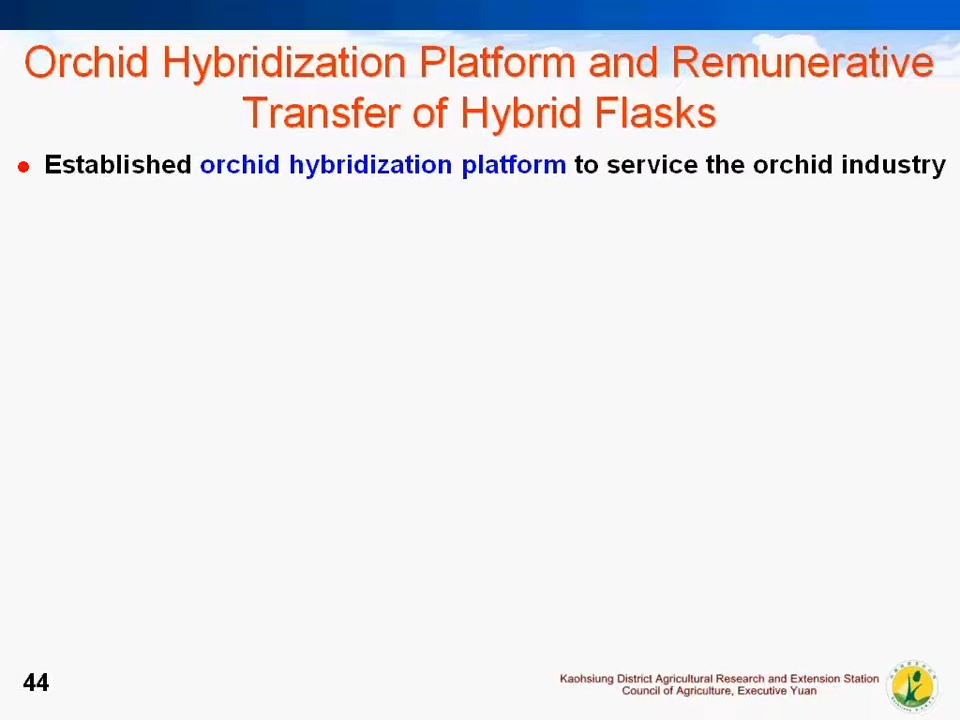 Orchid Hybridization Platform and Remunerative
Transfer of Hybrid Flasks
● Established orchid hybridization platform to service the orchid industry
44
Kaohsiung District Agricultural Research and Extension Station
Council of Agriculture, Executive Yuan